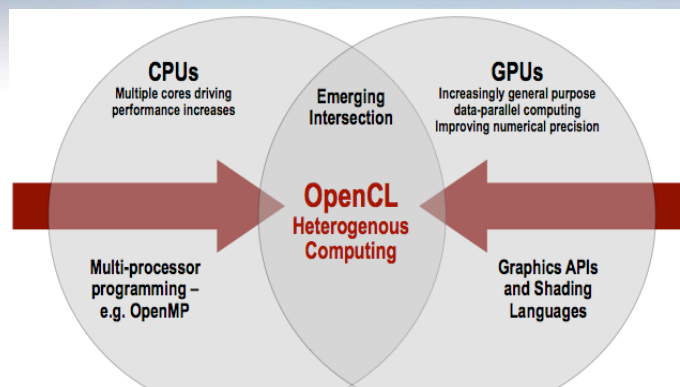 CPUs
Multiple cores driving
performance increases
Emerging
Intersection
GPUs
Increasingly general purpose
data-parallel computing
Improving numerical precision
OpenCL
Heterogenous
Computing
Multi-processor
programming –
e.g. OpenMP
Graphics APIs
and Shading
Languages